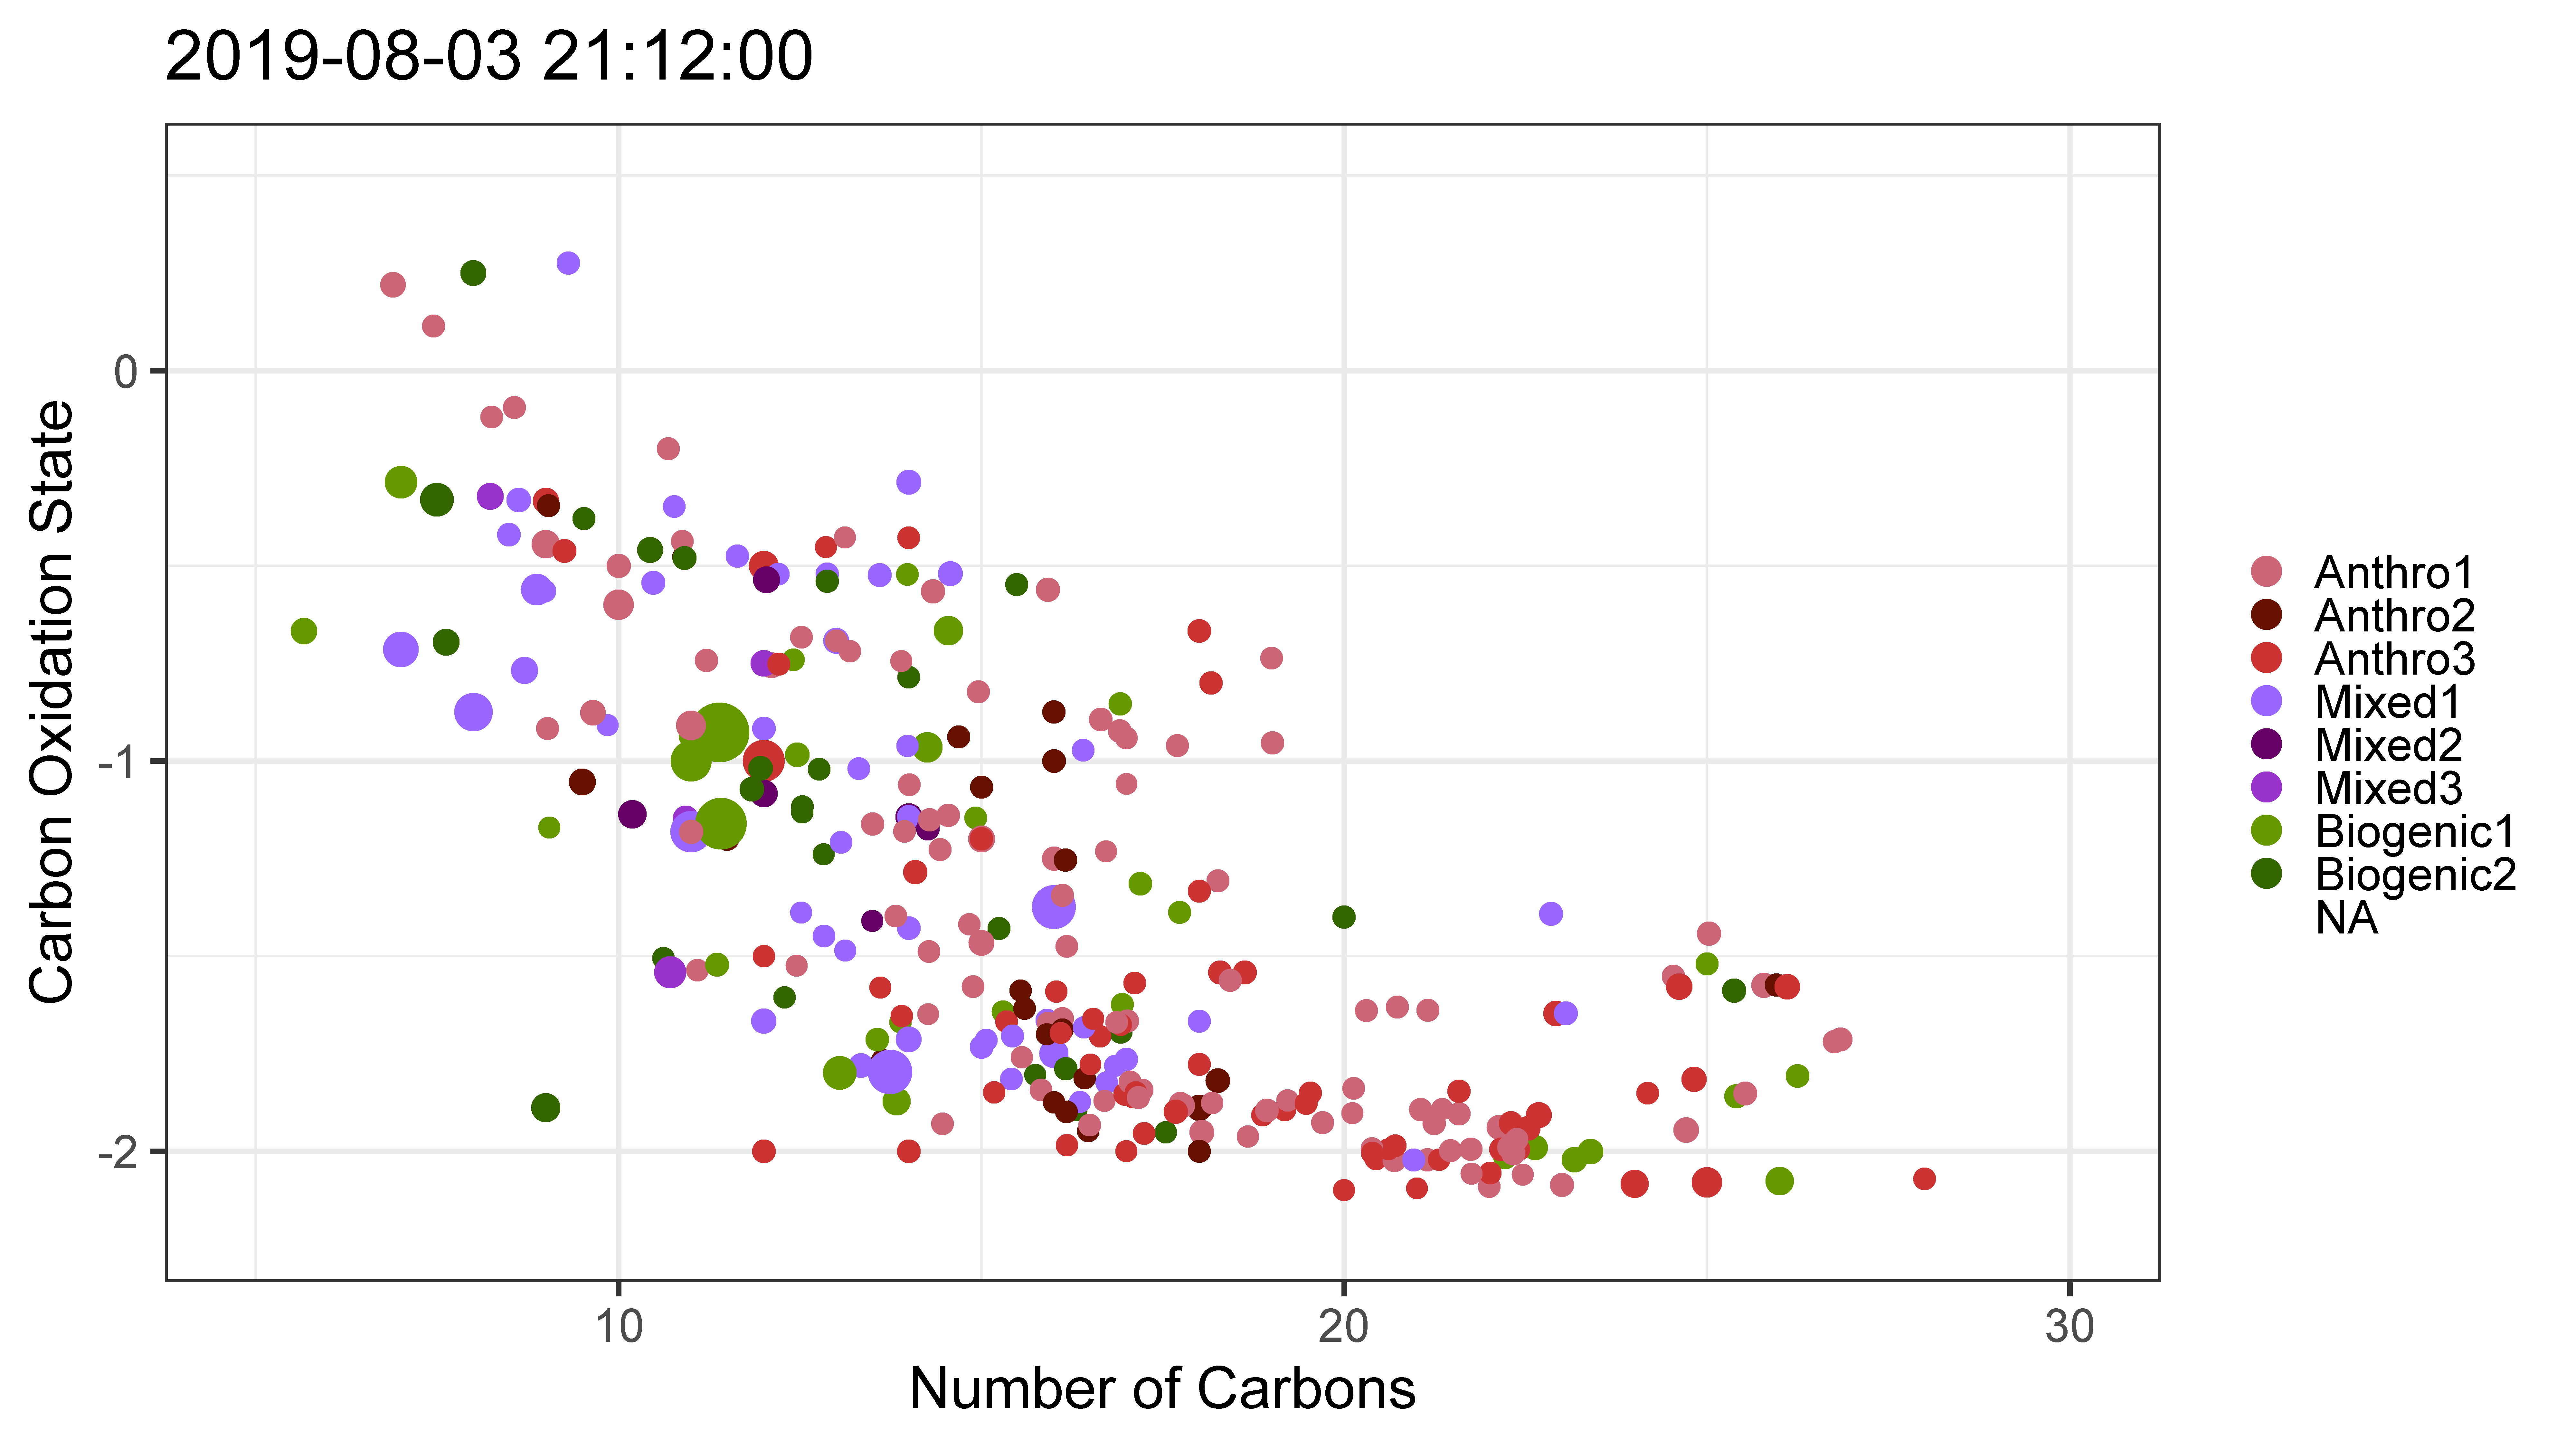 2019-08-03 21:12:00
Carbon Oxidation State
0
-1
-2
10
20
30
Number of Carbons
Anthro1
Anthro2
Anthro3
Mixed1
Mixed2
Mixed3
Biogenic1
Biogenic2
NA